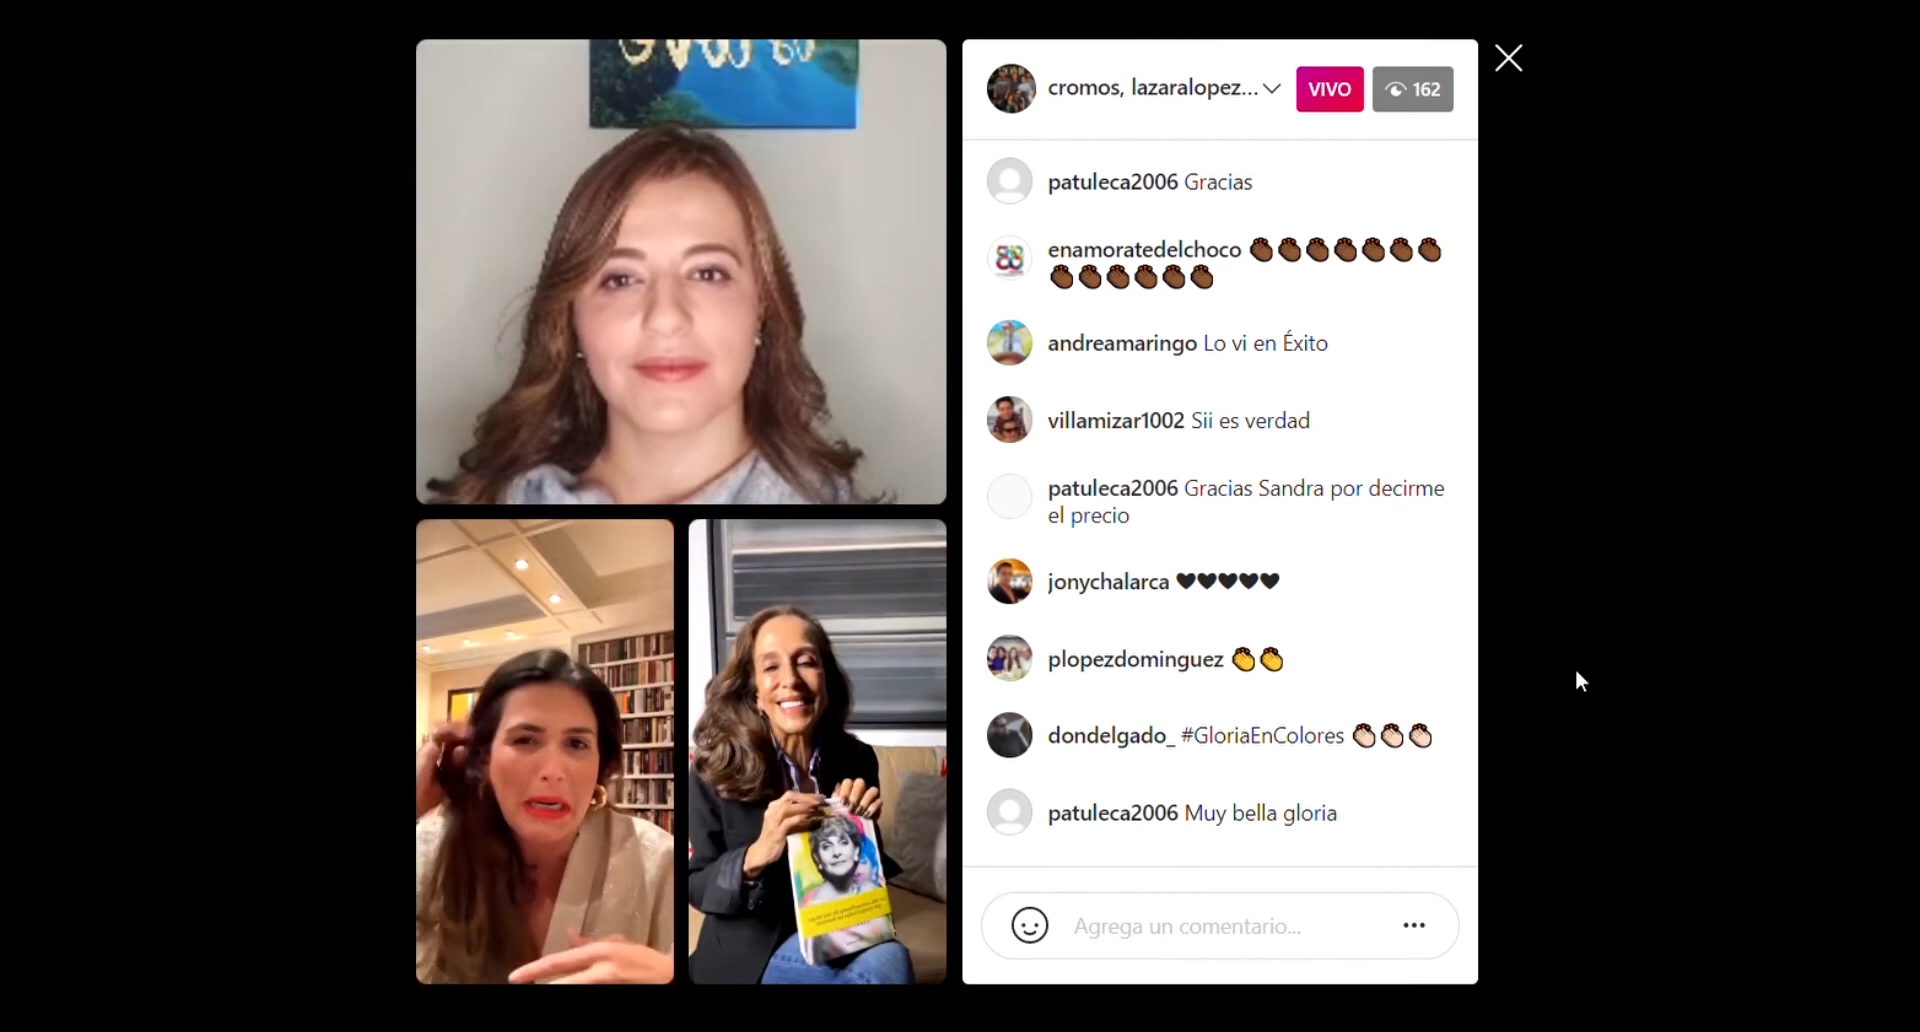 cromos, lazaralopez...
VIVO
162
patuleca2006 Gracias
enamoratedelchoco 👏🏾👏🏾👏🏾👏🏾👏🏾👏🏾👏🏾
👏🏾👏🏾👏🏾👏🏾👏🏾👏🏾
andreamaringo Lo vi en Éxito
villamizar1002 Sii es verdad
patuleca2006 Gracias Sandra por decirme
el precio
jonychalarca 🖤🖤🖤🖤🖤
plopezdominguez 👏👏
dondelgado_ #GloriaEnColores 👏🏻👏🏻👏🏻
patuleca2006 Muy bella gloria
Agrega un comentario...